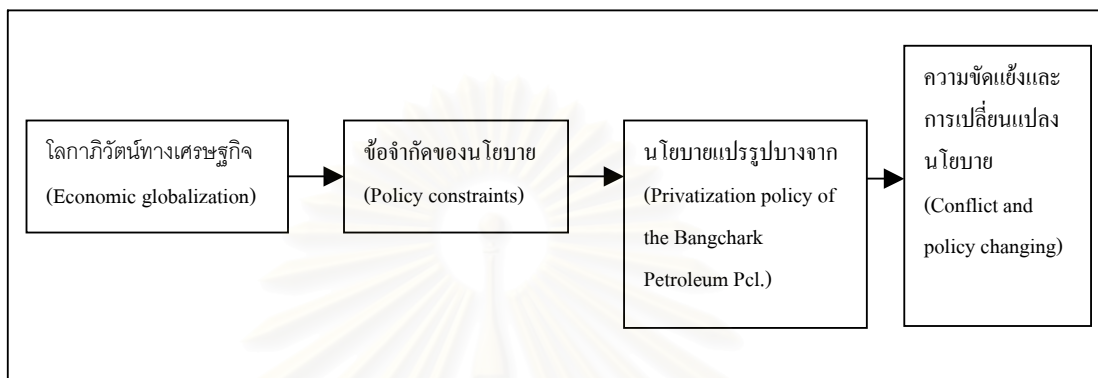 โลกาภิวัตน์ทางเศรษฐกิจ
(Economic globalization)
ข้อจำกัดของนโยบาย
(Policy constraints)
นโยบายแปรรูปบางจาก
(Privatization policy of
the Bangchark
Petroleum Pcl.)
ความขัดแย้งและ
การเปลี่ยนแปลง
นโยบาย
(Conflict and
policy changing)